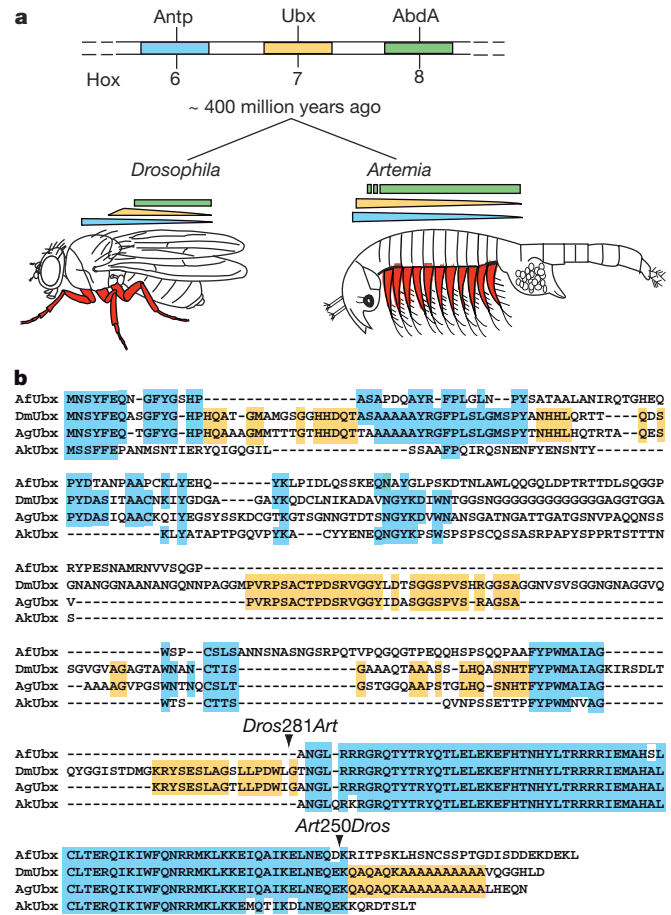 a
Antp Ubx AbdA
Hox 6 7 8
~ 400 million years ago
Drosophila Artemia
b
AfUbx MNSYFEQN-GFYGSHP------------------ASAPDQAYR-FPLGLN--PYSATAALANIRQTGHEQ
DmUbx MNSYFEQASGFYG-HPHQAT-GMAMGSGGHHDQTASAAAAAYRGFPLSLGMSPYANHHLQRTT---QDS
AgUbx MNSYFEQ-TGFYG-HPHQAAAGMMTTTGTHHDQTTAAAAAAYRGFPLSLGMSPYTNHHLHQTRTA-QES
AkUbx MSSFFEPANMSNTIERYQIGQGIL-------------SSAAFPQIRQSNENFYENSNTY----------
AfUbx PYDTANPAAPCKLYEHQ------YKLPIDLQSSKEQNAYGLPSKDTNLAWLQQGQLDPTRTTDLSQGGP
DmUbx PYDASITAACNKIYGDGA---GAYKQDCLNIKADAVNGYKDIWNTGGSNGGGGGGGGGGGGGAGGTGGA
AgUbx PYDASIQAACKQIYEGSYSSKDCGTKGTSGNNGTDTSNGYKDVWNANSGATNGATTGATGSNVPAQQNSS
AkUbx -----------KLYATAPTPGQVPYKA---CYYENEQNGYKPSWSPSPSCQSSASRPAYSPPRTSTTTN
AfUbx RYPESNAMRNVVSQGP-----------------------------------------------------
DmUbx GNANGGNAANANGQNNPAGGMPVRPSACTPDSRVGGYLDTSGGSPVSHRGGSAGGNVSVSGGNGNAGGVQ
AgUbx V--------------------PVRPSACTPDSRVGGYIDASGGSPVS-RAGSA----------------
AkUbx S--------------------------------------------------------------------
AfUbx -----------WSP-CSLSANNSNASNGSRPQTVPQGQGTPEQQHSPSQQPAAFYPWMAIAG-------
DmUbx SGVGVAGAGTAWNAN-CTIS--------------GAAAQTAAASS-LHQASNHTFYPWMAIAGKIRSDLT
AgUbx --AAAAGVPGSWNTNQCSLT--------------GSTGGQAAPSTGLHQ-SNHTFYPWMAIAG-------
AkUbx -----------WTS-CTTS---------------------QVNPSSETTPFYPWMNVAG-------
Dros281Art
AfUbx ---------------------------ANGL-RRRGRQTYTRYQTLELEKEFHTNHYLTRRRRIEMAHSL
DmUbx QYGGISTDMGKRYSESLAGSLLPDWLGTNGL-RRRGRQTYTRYQTLELEKEFHTNHYLTRRRRIEMAHAL
AgUbx ----------KRYSESLAGTLLPDWIGANGL-RRRGRQTYTRYQTLELEKEFHTNHYLTRRRRIEMAHAL
AkUbx ---------------------------ANGLQRKRGRQTYTRYQTLELEKEFHTNHYLTRRRRIEMAHAL
Art250Dros
AfUbx CLTERQIKIWFQNRRMKLKKEIQAIKELNEQDKRITPSKLHSNCSSPTGDISDDEKDEKL
DmUbx CLTERQIKIWFQNRRMKLKKEIQAIKELNEQEKQAQAQKAAAAAAAAAAVQGGHLD
AgUbx CLTERQIKIWFQNRRMKLKKEIQAIKELNEQEKQAQAQKAAAAAAAAAALHEQN
AkUbx CLTERQIKIWFQNRRMKLKKEMQTIKDLNEQEKKQRDTSLT